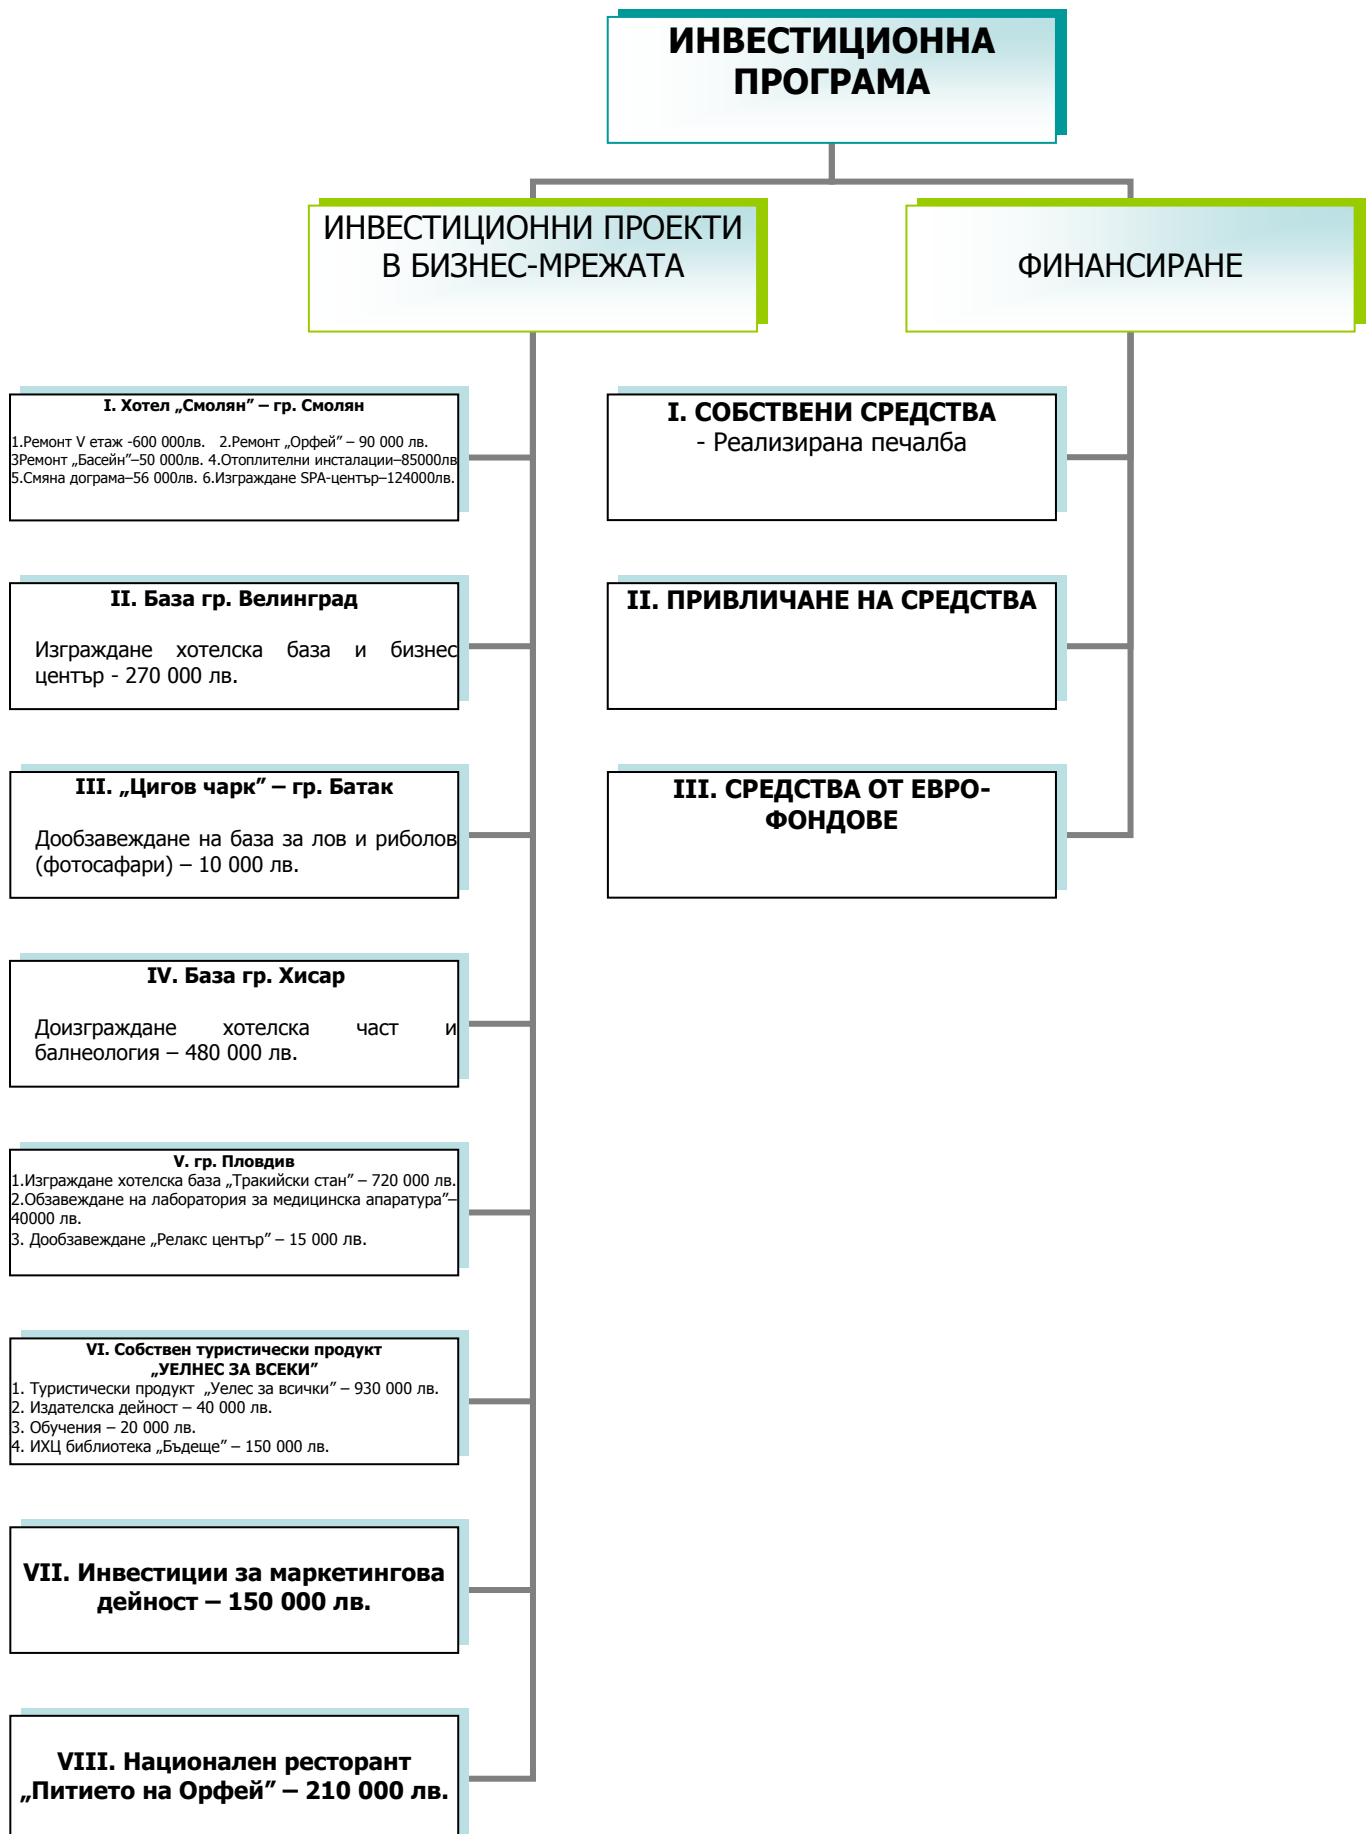 ИНВЕСТИЦИОННА
ПРОГРАМА
ИНВЕСТИЦИОННИ ПРОЕКТИ
В БИЗНЕС-МРЕЖАТА
ФИНАНСИРАНЕ
I. Хотел „Смолян” – гр. Смолян
1.Ремонт V етаж -600 000лв. 2.Ремонт „Орфей” – 90 000 лв.
3Ремонт „Басейн”–50 000лв. 4.Отоплителни инсталации–85000лв
5.Смяна дограма–56 000лв. 6.Изграждане SPA-център–124000лв.
II. База гр. Велинград
Изграждане хотелска база и бизнес
център - 270 000 лв.
III. „Цигов чарк” – гр. Батак
Дообзавеждане на база за лов и риболов
(фотосафари) – 10 000 лв.
IV. База гр. Хисар
Доизграждане хотелска част и
балнеология – 480 000 лв.
V. гр. Пловдив
1.Изграждане хотелска база „Тракийски стан” – 720 000 лв.
2.Обзавеждане на лаборатория за медицинска апаратура”–
40000 лв.
3. Дообзавеждане „Релакс център” – 15 000 лв.
VI. Собствен туристически продукт
„УЕЛНЕС ЗА ВСЕКИ”
1. Туристически продукт „Уелес за всички” – 930 000 лв.
2. Издателска дейност – 40 000 лв.
3. Обучения – 20 000 лв.
4. ИХЦ библиотека „Бъдеще” – 150 000 лв.
VII. Инвестиции за маркетингова
дейност – 150 000 лв.
VIII. Национален ресторант
„Питието на Орфей” – 210 000 лв.
I. СОБСТВЕНИ СРЕДСТВА
- Реализирана печалба
II. ПРИВЛИЧАНЕ НА СРЕДСТВА
III. СРЕДСТВА ОТ ЕВРО-
ФОНДОВЕ